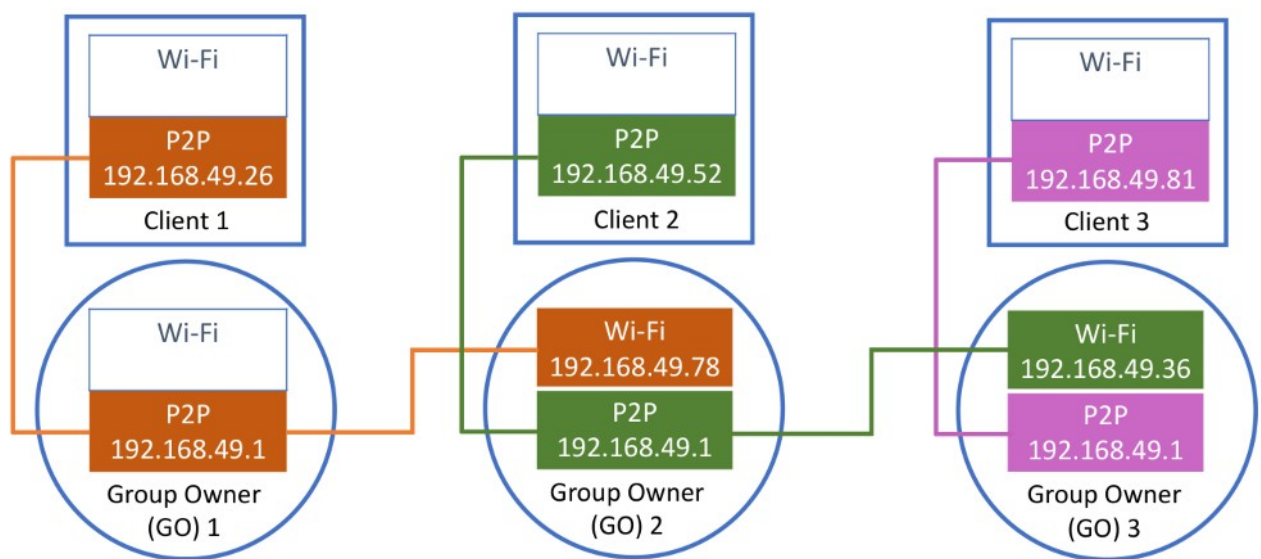 Wi-Fi
P2P
192.168.49.26
Client 1
Wi-Fi
P2P
192.168.49.52
Client 2
Wi-Fi
P2P
192.168.49.81
Client 3
Wi-Fi
P2P
192.168.49.1
Group Owner
(GO) 1
Wi-Fi
192.168.49.78
P2P
192.168.49.1
Group Owner
(GO) 2
Wi-Fi
192.168.49.36
P2P
192.168.49.1
Group Owner
(GO) 3